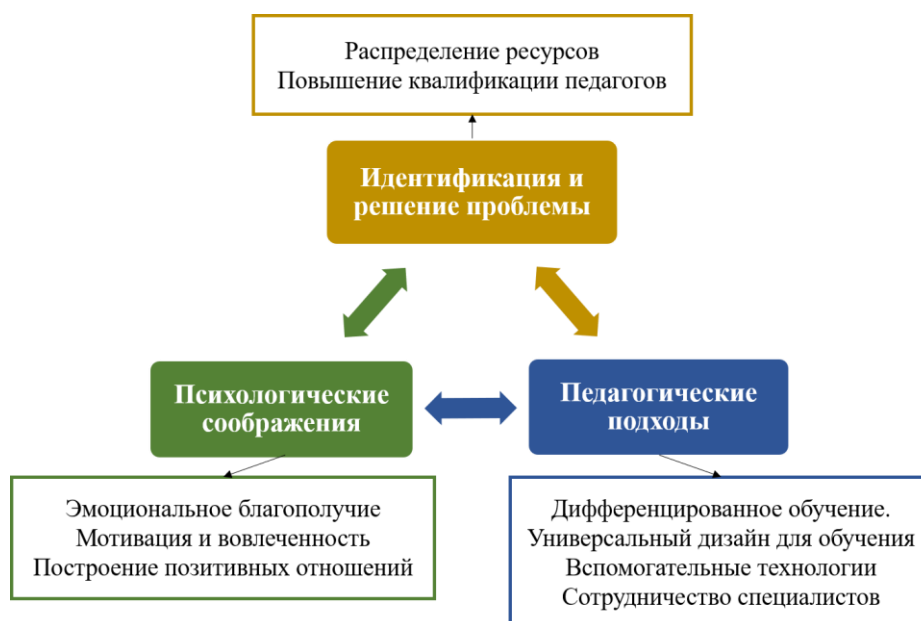 Распределение ресурсов
Повышение квалификации педагогов
Идентификация и
решение проблемы
Психологические
соображения
Педагогические
подходы
Эмоциональное благополучие
Мотивация и вовлеченность
Построение позитивных отношений
Дифференцированное обучение.
Универсальный дизайн для обучения
Вспомогательные технологии
Сотрудничество специалистов